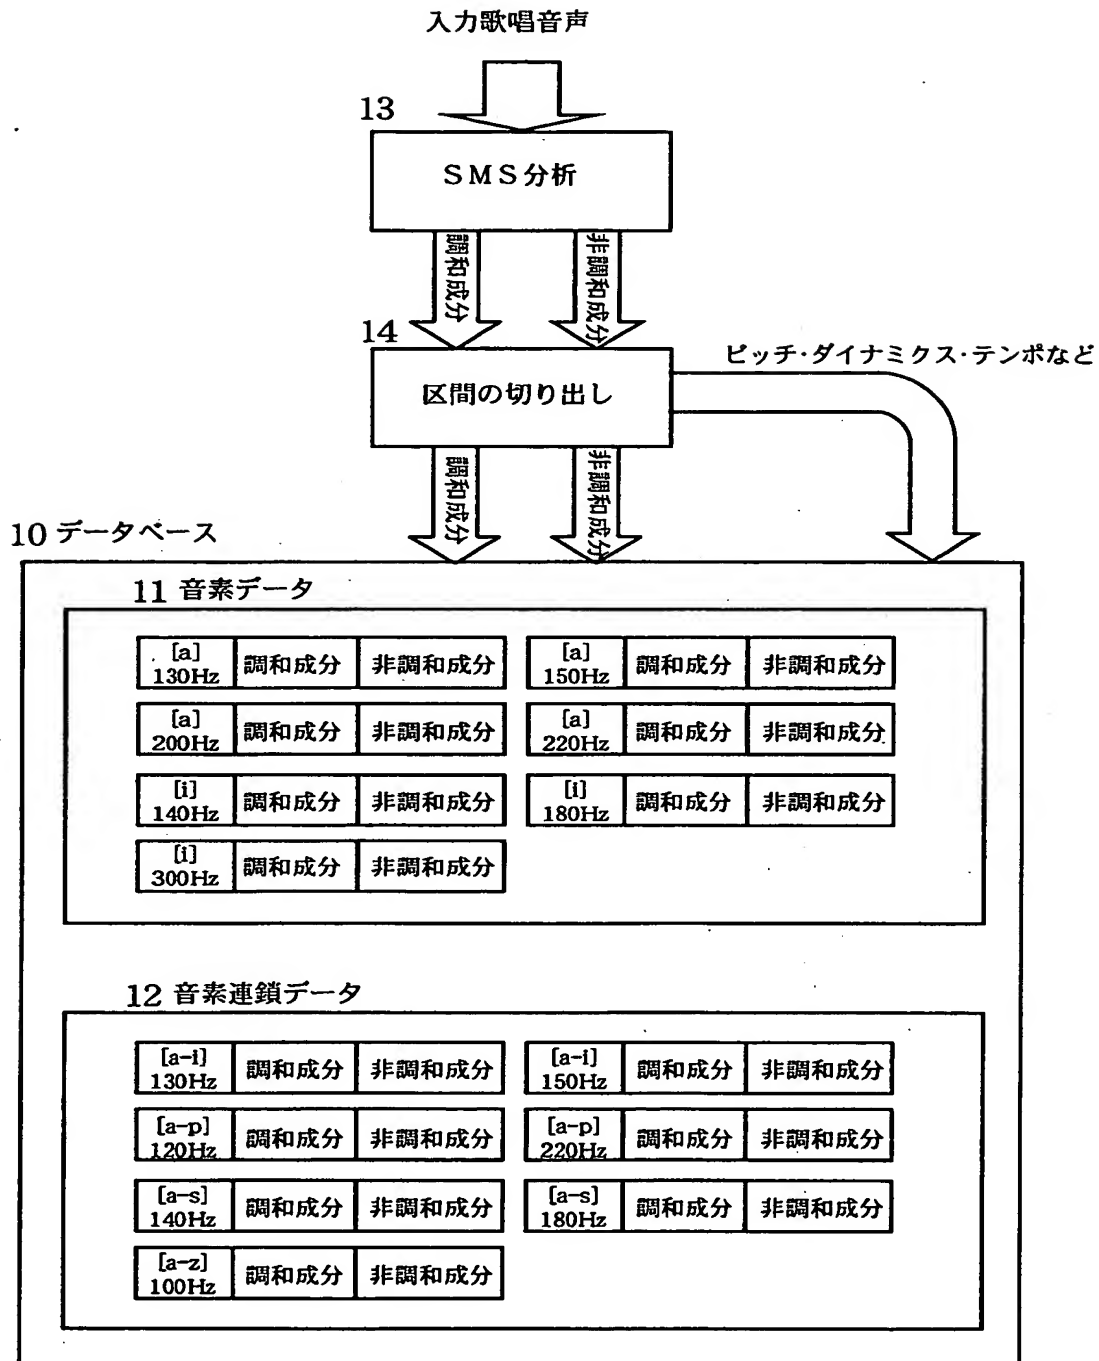 入力歌唱音声
13
SMS分析
調和成分
非調和成分
14
ピッチ・ダイナミクス・テンポなど
区間の切り出し
調和成分
非調和成分
10 データベース
11 音素データ
[a] 130Hz 調和成分 非調和成分
[a] 150Hz 調和成分 非調和成分
[a] 200Hz 調和成分 非調和成分
[a] 220Hz 調和成分 非調和成分
[i] 140Hz 調和成分 非調和成分
[i] 180Hz 調和成分 非調和成分
[i] 300Hz 調和成分 非調和成分
12 音素連鎖データ
[a-i] 130Hz 調和成分 非調和成分
[a-i] 150Hz 調和成分 非調和成分
[a-p] 120Hz 調和成分 非調和成分
[a-p] 220Hz 調和成分 非調和成分
[a-s] 140Hz 調和成分 非調和成分
[a-s] 180Hz 調和成分 非調和成分
[a-z] 100Hz 調和成分 非調和成分